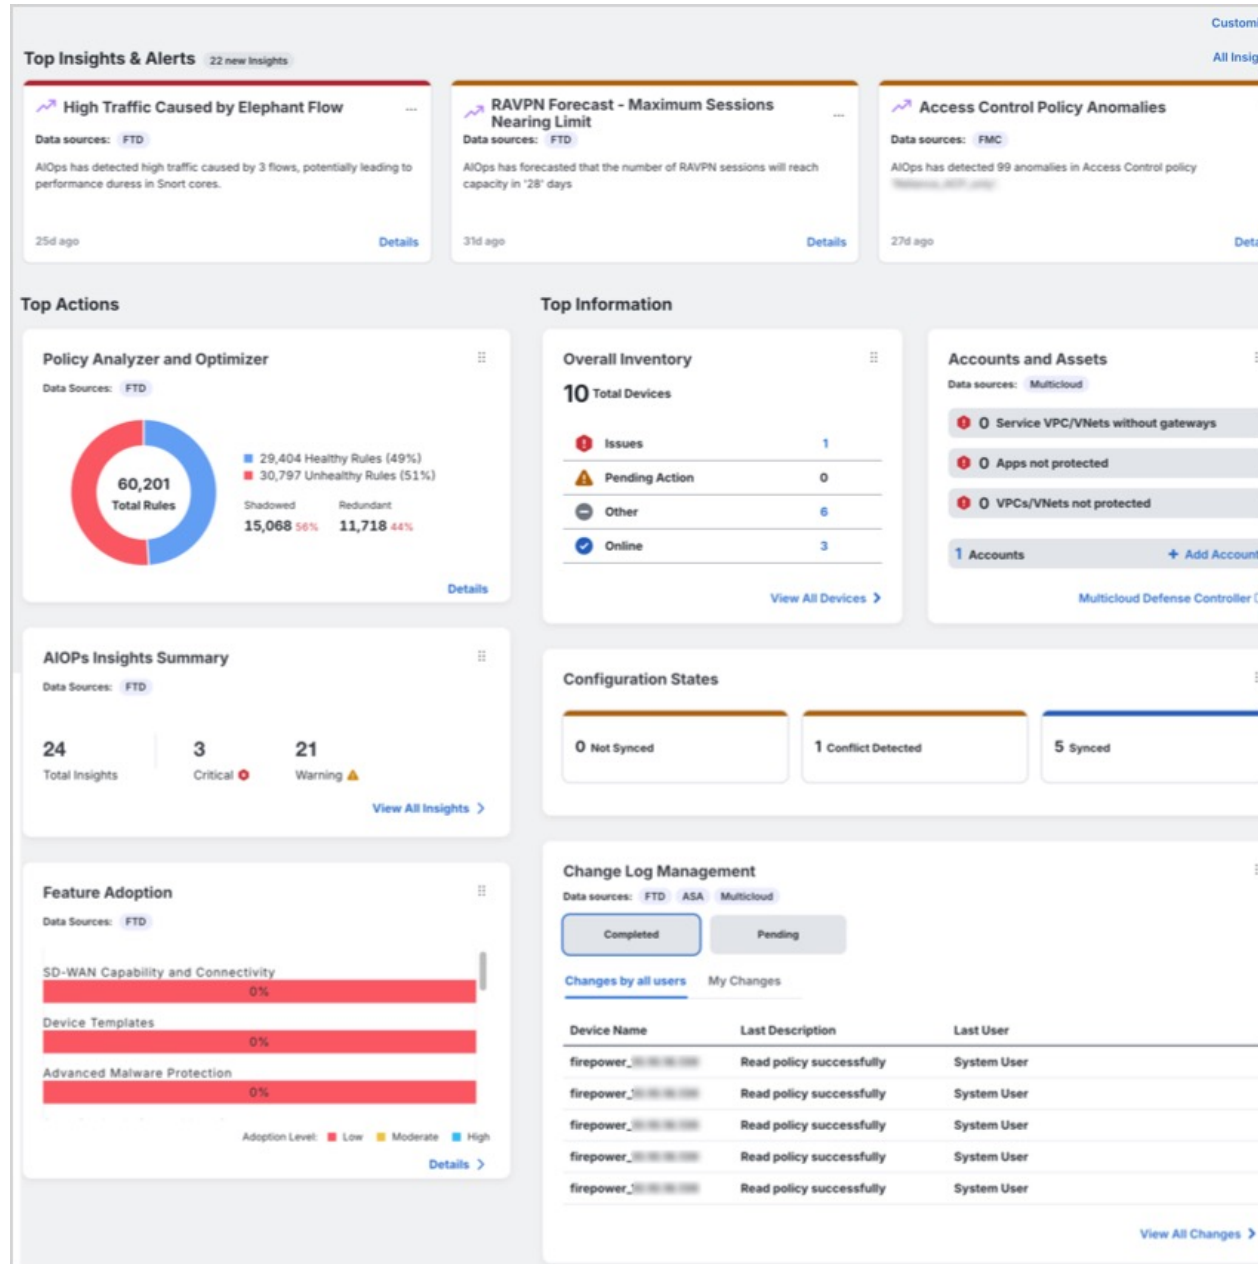 Customi
Top Insights & Alerts 22 new Insights
All Insig
High Traffic Caused by Elephant Flow
Data sources: FTD
AIOps has detected high traffic caused by 3 flows, potentially leading to
performance duress in Snort cores.
25d ago
Details
RAVPN Forecast - Maximum Sessions
Nearing Limit
Data sources: FTD
AIOps has forecasted that the number of RAVPN sessions will reach
capacity in '28' days
31d ago
Details
Access Control Policy Anomalies
Data sources: FMC
AIOps has detected 99 anomalies in Access Control policy
27d ago
Deta
Top Actions
Policy Analyzer and Optimizer
Data Sources: FTD
60,201
Total Rules
29,404 Healthy Rules (49%)
30,797 Unhealthy Rules (51%)
Shadowed Redundant
15,068 56% 11,718 44%
Details
AIOPs Insights Summary
Data Sources: FTD
24 3 21
Total Insights Critical Warning
View All Insights
Feature Adoption
Data Sources: FTD
SD-WAN Capability and Connectivity
0%
Device Templates
0%
Advanced Malware Protection
0%
Adoption Level: Low Moderate High
Details
Top Information
Overall Inventory
10 Total Devices
Issues 1
Pending Action 0
Other 6
Online 3
View All Devices
Accounts and Assets
Data sources: Multicloud
0 Service VPC/VNets without gateways
0 Apps not protected
0 VPCs/VNets not protected
1 Accounts + Add Account
Multicloud Defense Controller
Configuration States
0 Not Synced
1 Conflict Detected
5 Synced
Change Log Management
Data sources: FTD ASA Multicloud
Completed Pending
Changes by all users My Changes
Device Name Last Description Last User
firepower_ Read policy successfully System User
firepower_ Read policy successfully System User
firepower_ Read policy successfully System User
firepower_ Read policy successfully System User
firepower_ Read policy successfully System User
View All Changes